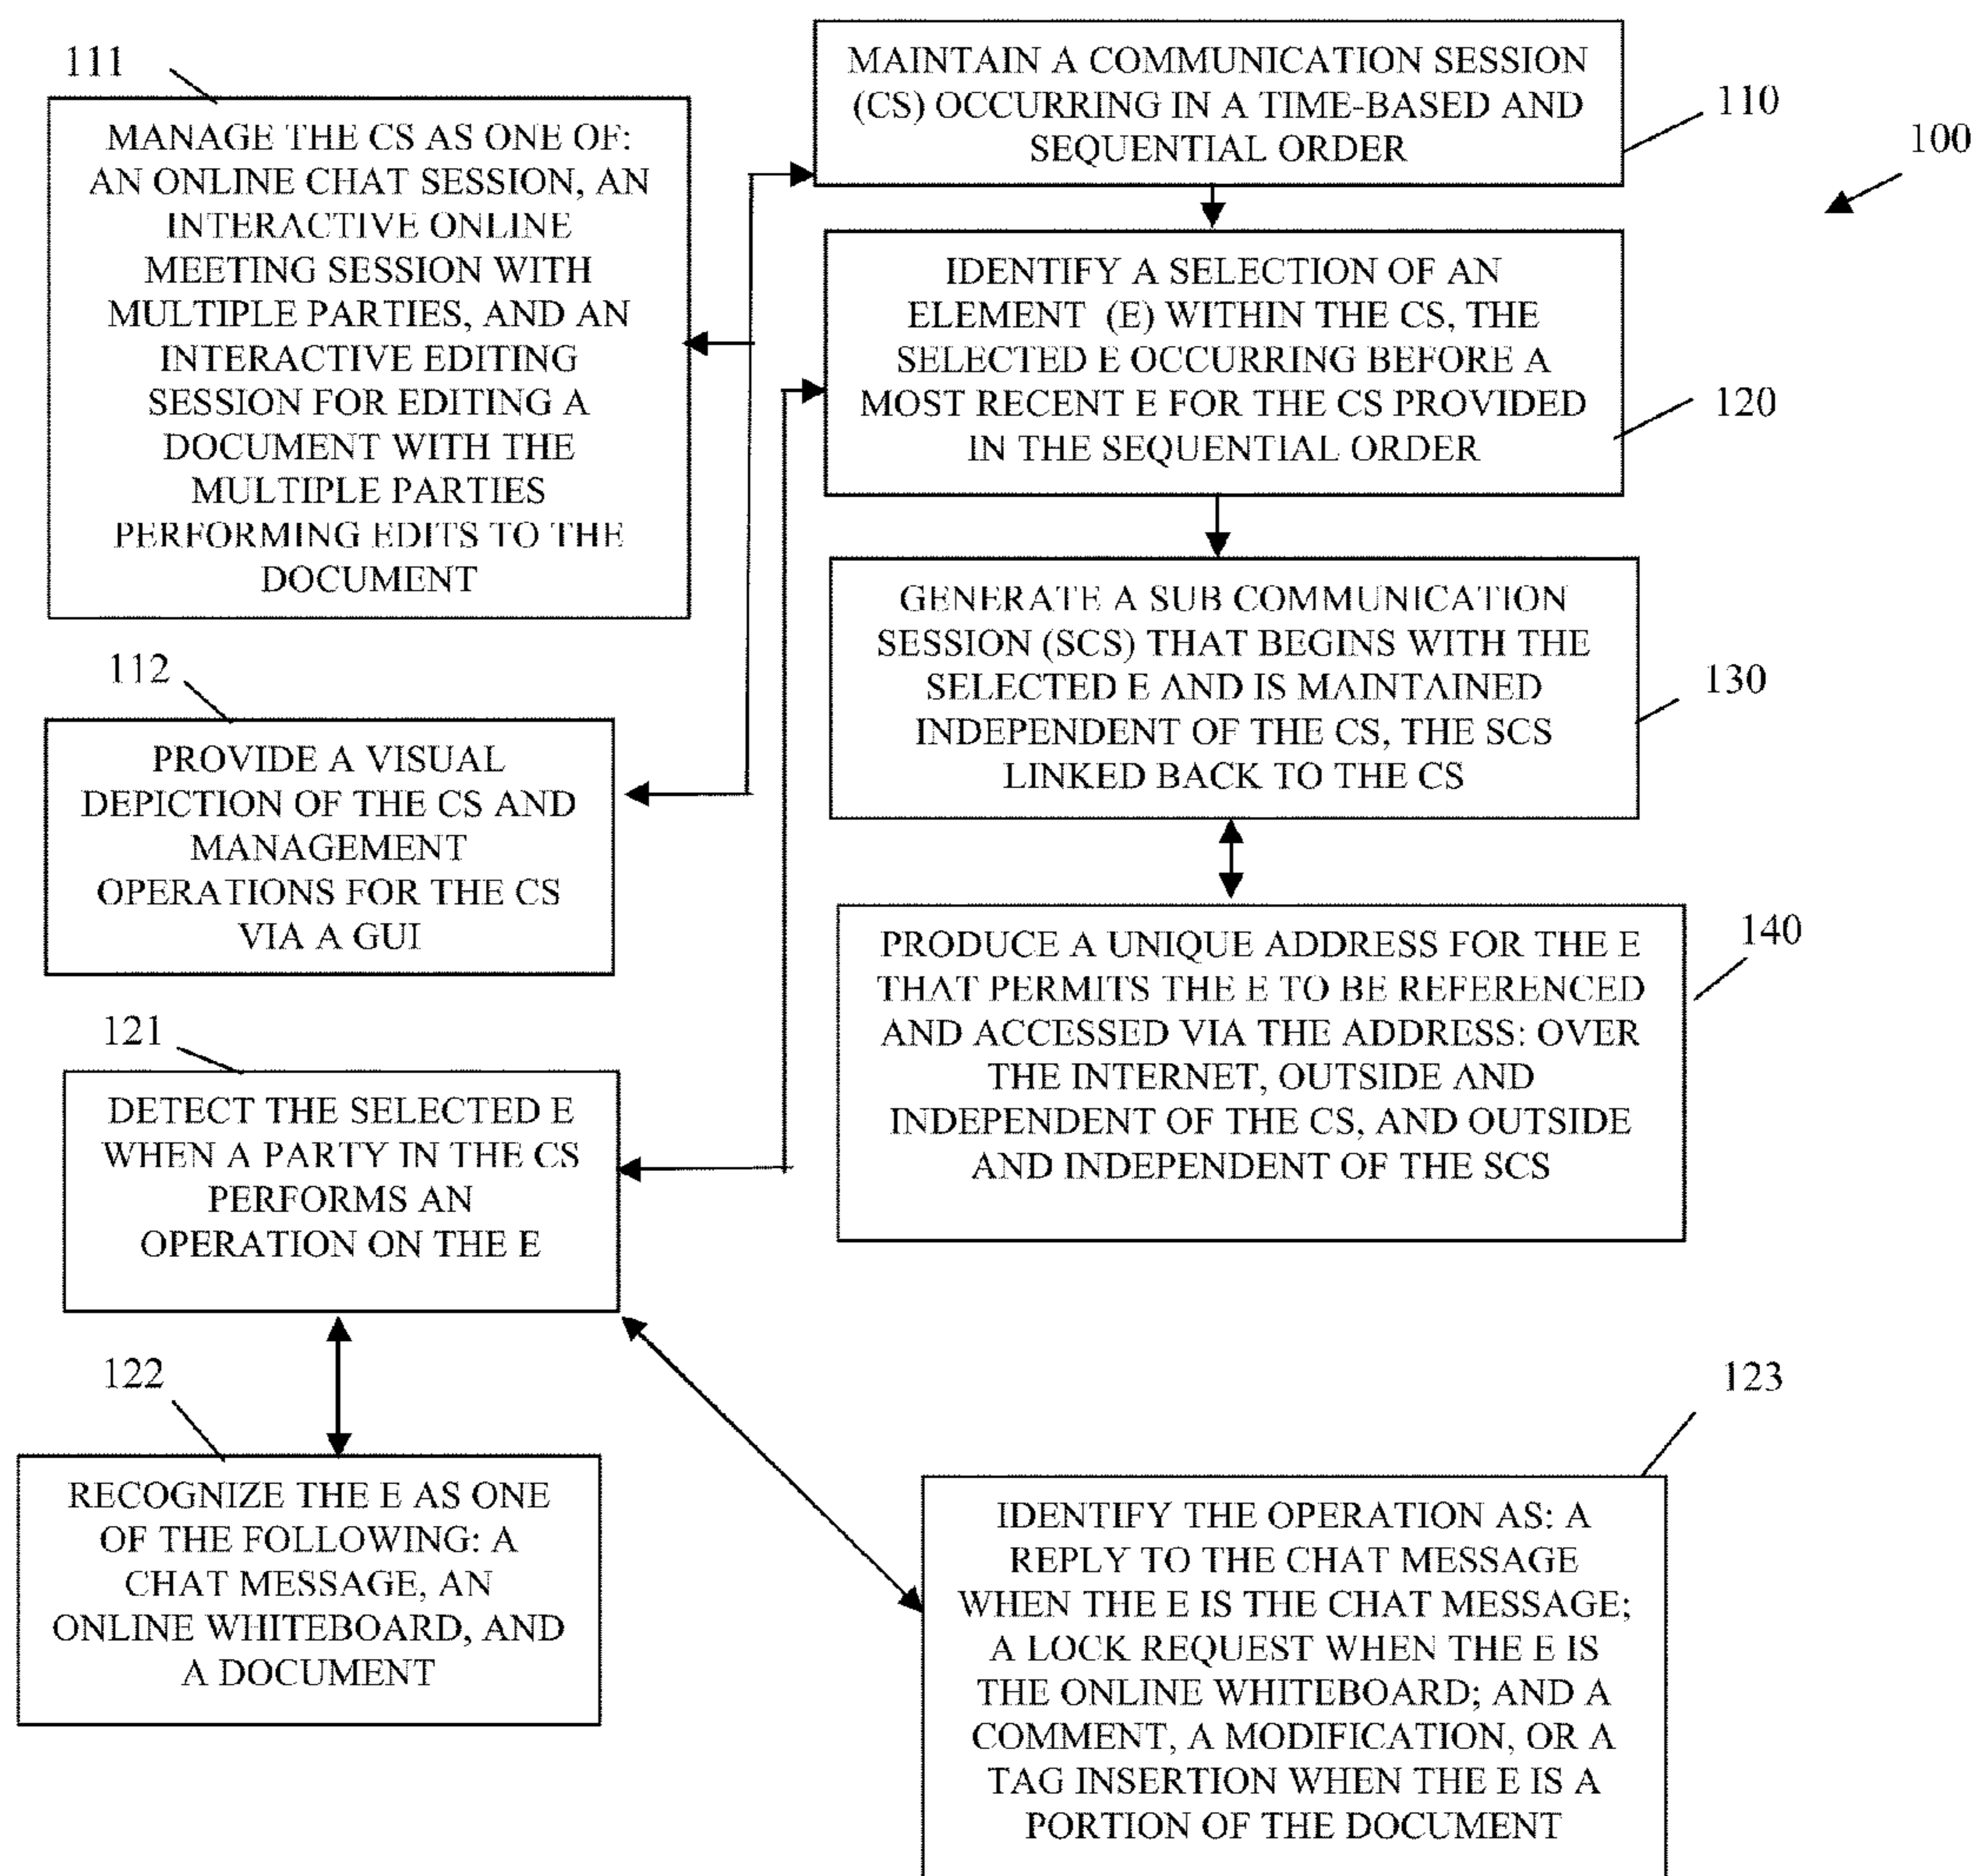 111
MANAGE THE CS AS ONE OF:
AN ONLINE CHAT SESSION, AN
INTERACTIVE ONLINE
MEETING SESSION WITH
MULTIPLE PARTIES, AND AN
INTERACTIVE EDITING
SESSION FOR EDITING A
DOCUMENT WITH THE
MULTIPLE PARTIES
PERFORMING EDITS TO THE
DOCUMENT
MAINTAIN A COMMUNICATION SESSION
(CS) OCCURRING IN A TIME-BASED AND
SEQUENTIAL ORDER
110
100
IDENTIFY A SELECTION OF AN
ELEMENT (E) WITHIN THE CS, THE
SELECTED E OCCURRING BEFORE A
MOST RECENT E FOR THE CS PROVIDED
IN THE SEQUENTIAL ORDER
120
GENERATE A SUB COMMUNICATION
SESSION (SCS) THAT BEGINS WITH THE
SELECTED E AND IS MAINTAINED
INDEPENDENT OF THE CS, THE SCS
LINKED BACK TO THE CS
130
112
PROVIDE A VISUAL
DEPICTION OF THE CS AND
MANAGEMENT
OPERATIONS FOR THE CS
VIA A GUI
PRODUCE A UNIQUE ADDRESS FOR THE E
THAT PERMITS THE E TO BE REFERENCED
AND ACCESSED VIA THE ADDRESS: OVER
THE INTERNET, OUTSIDE AND
INDEPENDENT OF THE CS, AND OUTSIDE
AND INDEPENDENT OF THE SCS
140
121
DETECT THE SELECTED E
WHEN A PARTY IN THE CS
PERFORMS AN
OPERATION ON THE E
122
RECOGNIZE THE E AS ONE
OF THE FOLLOWING: A
CHAT MESSAGE, AN
ONLINE WHITEBOARD, AND
A DOCUMENT
123
IDENTIFY THE OPERATION AS: A
REPLY TO THE CHAT MESSAGE
WHEN THE E IS THE CHAT MESSAGE;
A LOCK REQUEST WHEN THE E IS
THE ONLINE WHITEBOARD; AND A
COMMENT, A MODIFICATION, OR A
TAG INSERTION WHEN THE E IS A
PORTION OF THE DOCUMENT